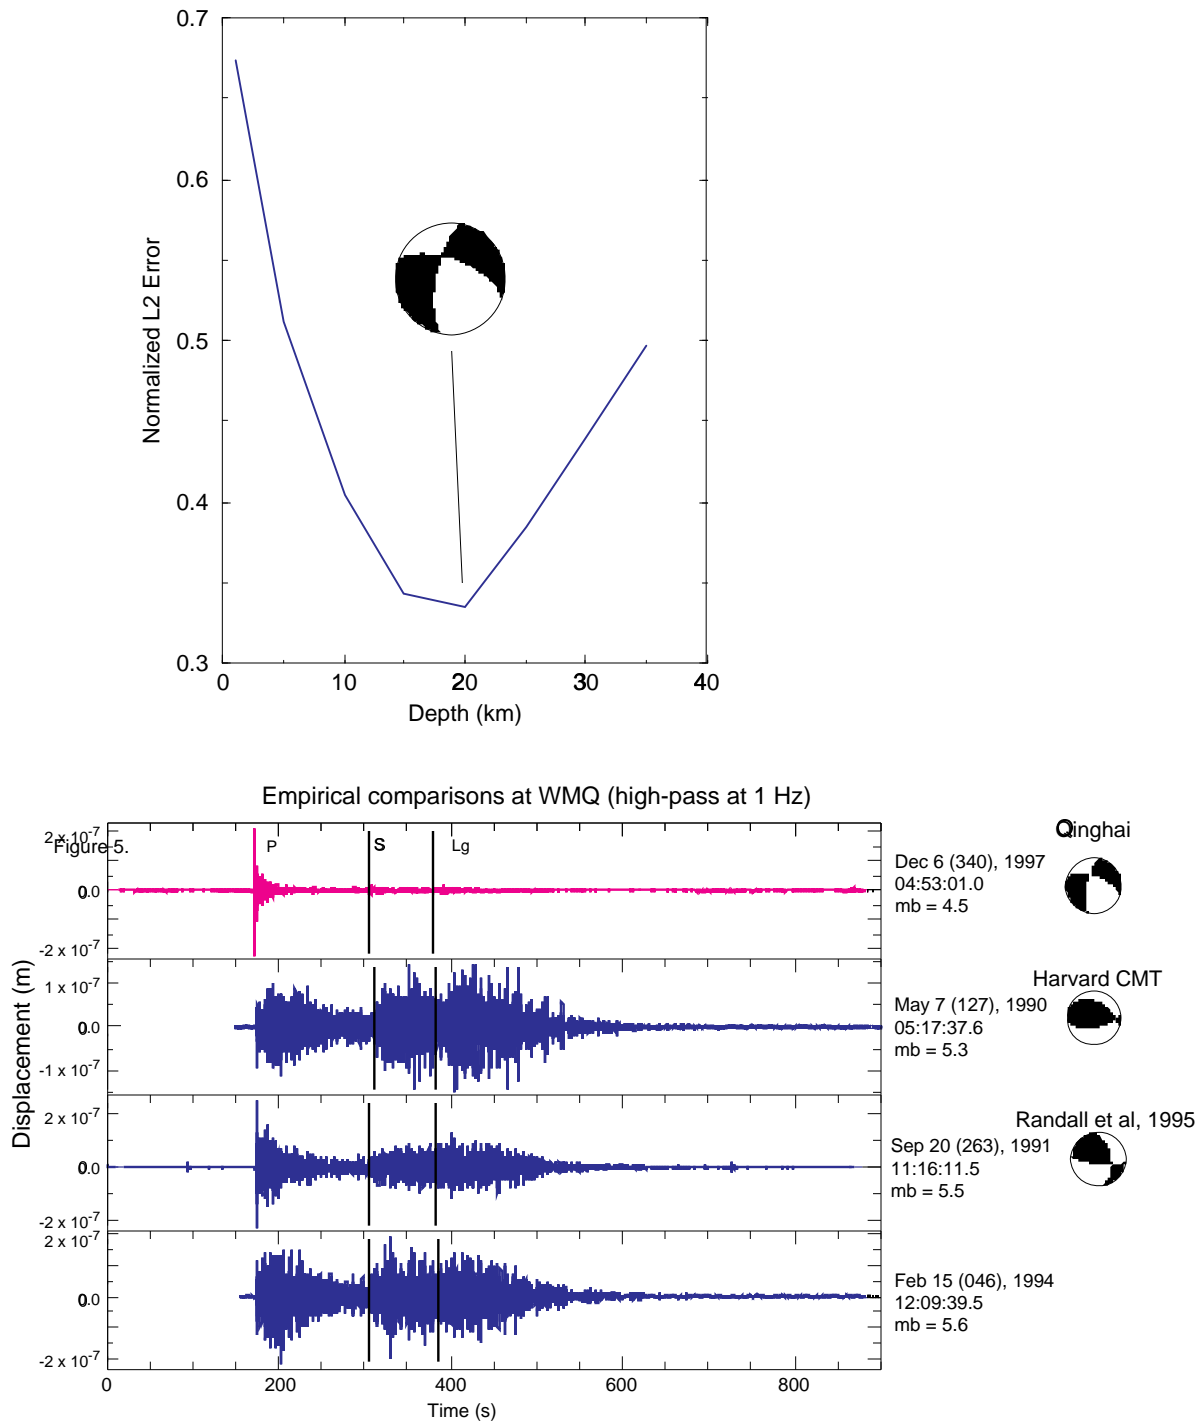 0.7
0.6
0.5
0.4
0.3
Normalized L2 Error
0 10 20 30 40
Depth (km)
Empirical comparisons at WMQ (high-pass at 1 Hz)
Figure 5.
Displacement (m)
2 x 10-7
0.0
-2 x 10-7
P S Lg
Dec 6 (340), 1997
04:53:01.0
mb = 4.5
Qinghai
1 x 10-7
0.0
-1 x 10-7
May 7 (127), 1990
05:17:37.6
mb = 5.3
Harvard CMT
2 x 10-7
0.0
-2 x 10-7
Sep 20 (263), 1991
11:16:11.5
mb = 5.5
Randall et al, 1995
2 x 10-7
0.0
-2 x 10-7
Feb 15 (046), 1994
12:09:39.5
mb = 5.6
0 200 400 600 800
Time (s)